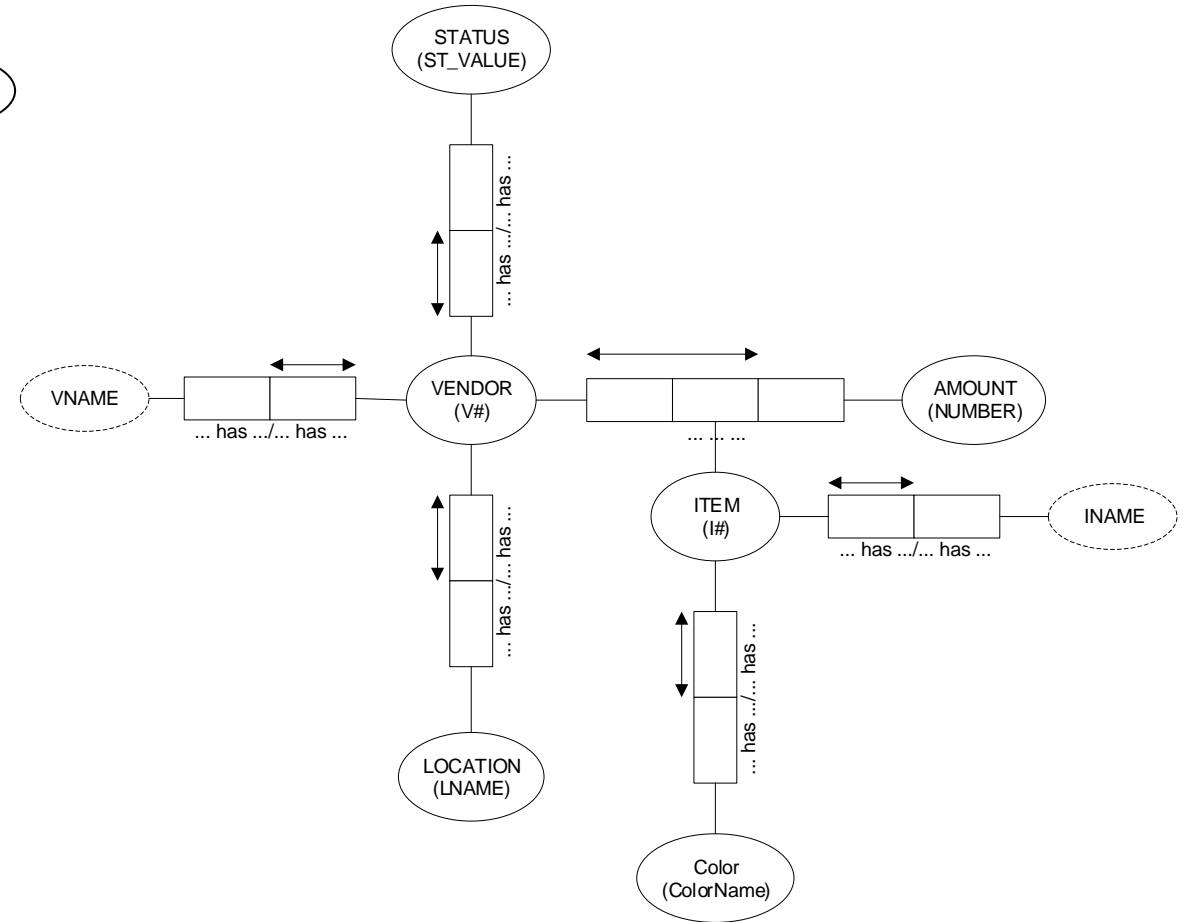 STATUS
(ST_VALUE)
... has .../... has ...
VNAME
... has .../... has ...
VENDOR
(V#)
... ... ...
AMOUNT
(NUMBER)
... has .../... has ...
ITEM
(I#)
... has .../... has ...
INAME
... has .../... has ...
LOCATION
(LNAME)
Color
(ColorName)